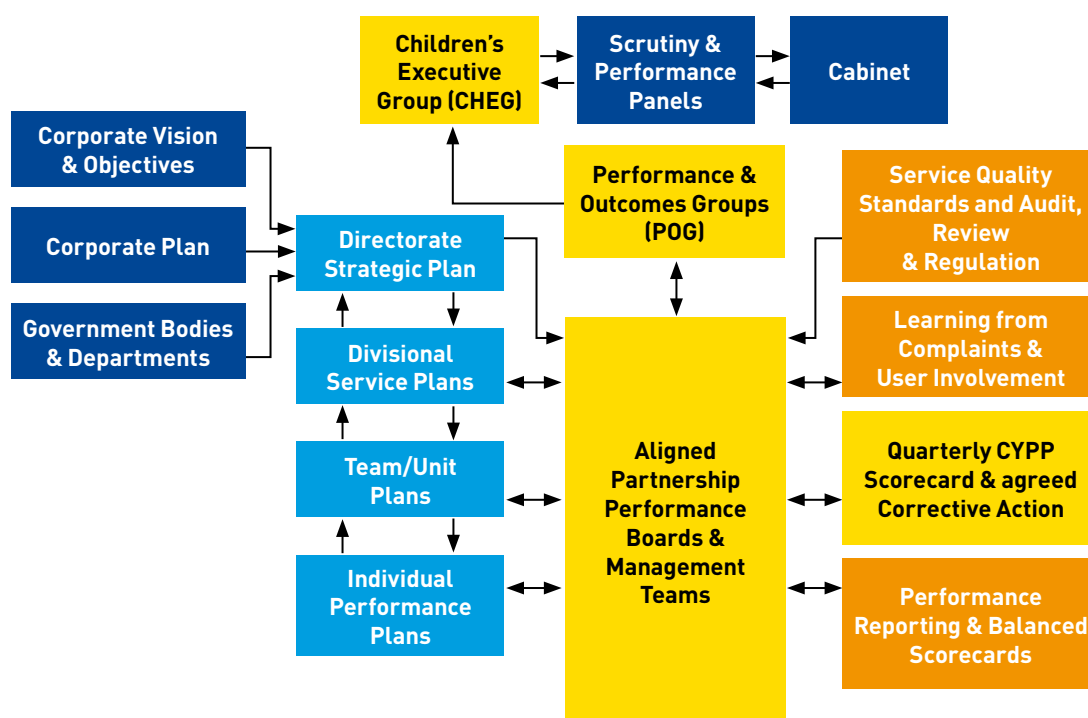 Children’s
Executive
Group (CHEG)
Scrutiny &
Performance
Panels
Cabinet
Corporate Vision
& Objectives
Corporate Plan
Government Bodies
& Departments
Directorate
Strategic Plan
Divisional
Service Plans
Team/Unit
Plans
Individual
Performance
Plans
Performance &
Outcomes Groups
(POG)
Aligned
Partnership
Performance
Boards &
Management
Teams
Service Quality
Standards and Audit,
Review
& Regulation
Learning from
Complaints &
User Involvement
Quarterly CYPP
Scorecard & agreed
Corrective Action
Performance
Reporting & Balanced
Scorecards